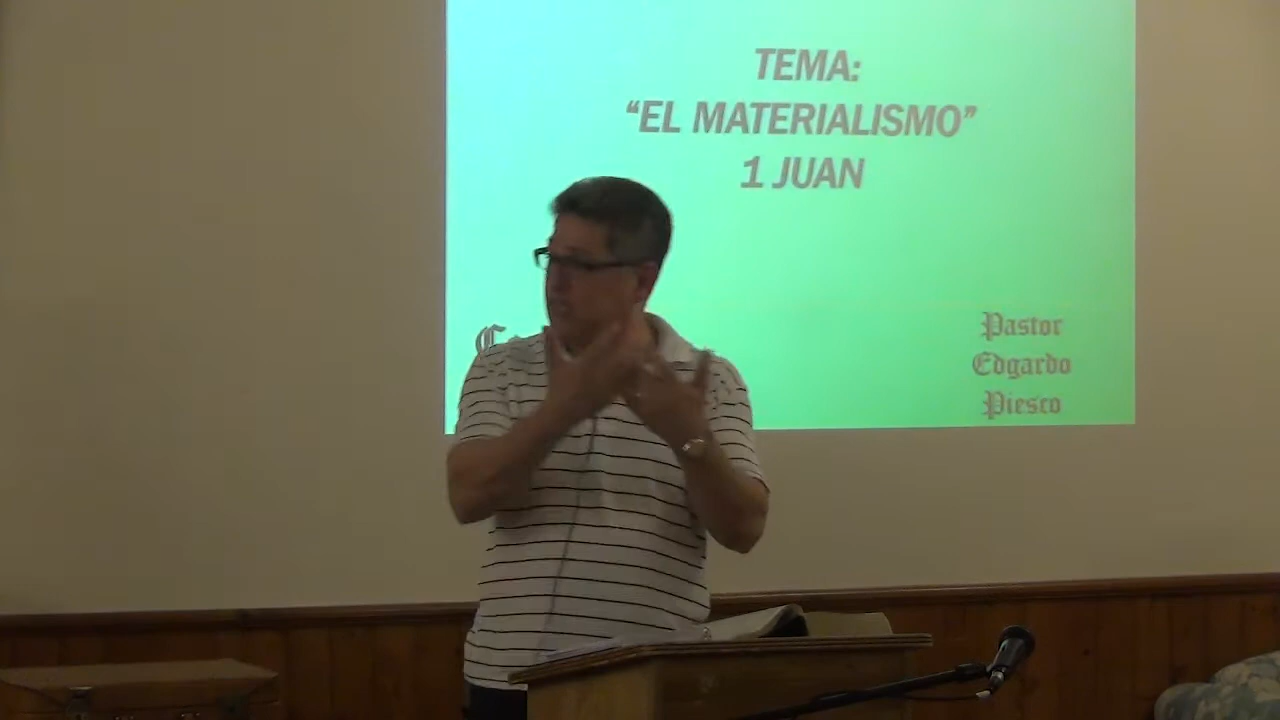 TEMA:
“EL MATERIALISMO”
1 JUAN
Pastor
Edgardo
Piesco